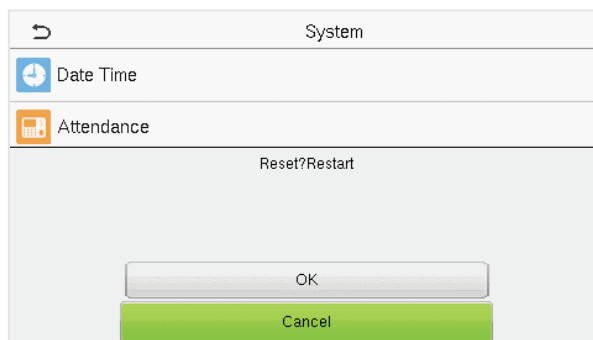 System
Date Time
Attendance
Reset?Restart
OK
Cancel